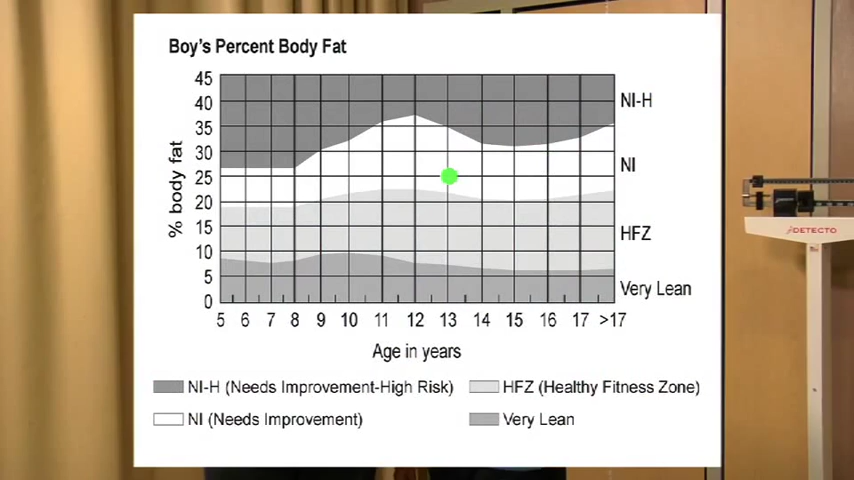 Boy's Percent Body Fat
45
40
35
30
25
20
15
10
5
0
% body fat
NI-H
NI
HFZ
Very Lean
5 6 7 8 9 10 11 12 13 14 15 16 17 >17
Age in years
NI-H (Needs Improvement-High Risk)
HFZ (Healthy Fitness Zone)
NI (Needs Improvement)
Very Lean
DETECTO